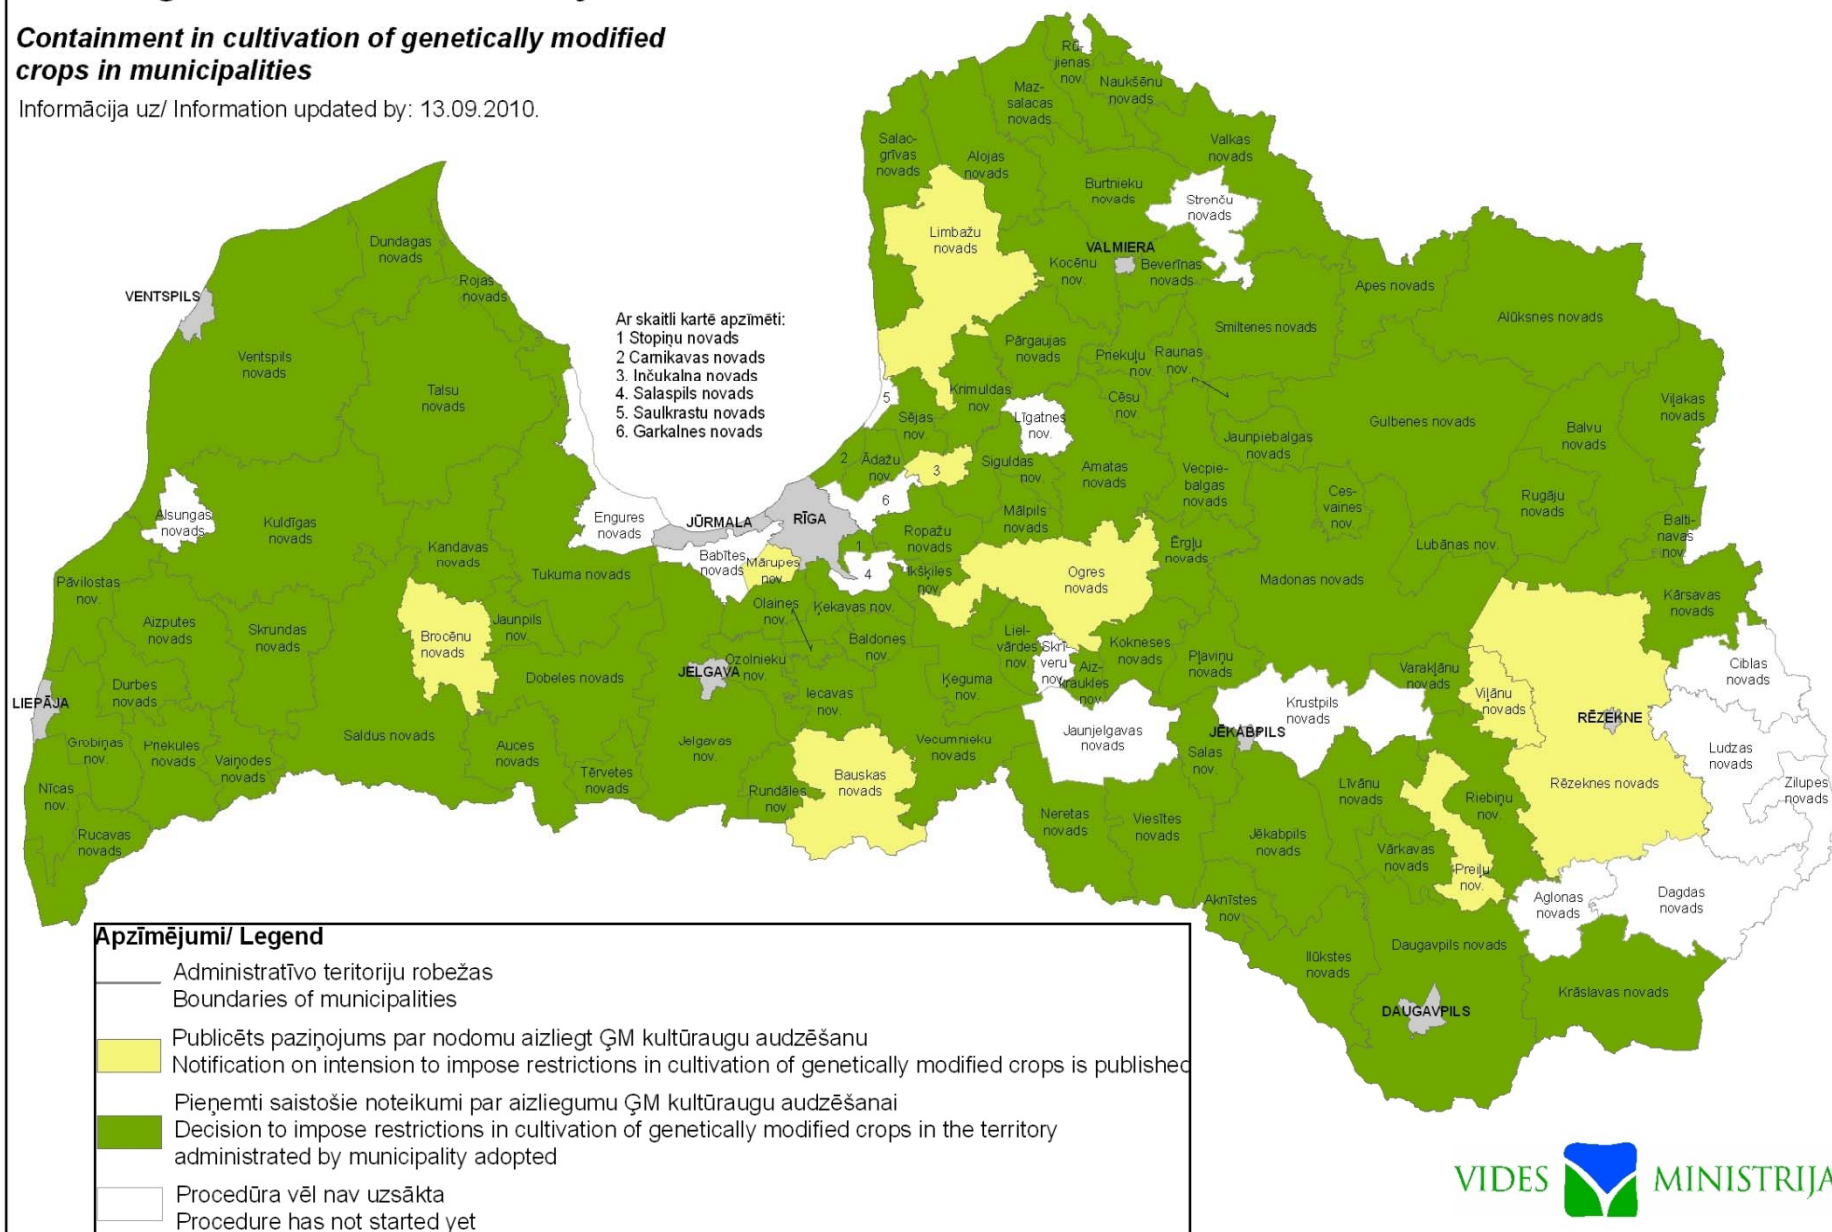 Containment in cultivation of genetically modified
crops in municipalities
Informācija uz/ Information updated by: 13.09.2010.
Rū-
jienas
nov.
Naukšēnu
novads
Maz-
salacas
novads
Salac-
grīvas
novads
Alojas
novads
Valkas
novads
Burtnieku
novads
Strenču
novads
Limbažu
novads
VALMIERA
Kocēnu
nov.
Beverīnas
novads
Dundagas
novads
Rojas
novads
VENTSPILS
Ventspils
novads
Talsu
novads
Ar skaitli kartē apzīmēti:
1 Stopiņu novads
2 Carnikavas novads
3. Inčukalna novads
4. Salaspils novads
5. Saulkrastu novads
6. Garkalnes novads
Apes novads
Alūksnes novads
Smiltenes novads
Pārgaujas
novads
Priekuļu
nov.
Raunas
nov.
Krimuldas
nov.
Cēsu
nov.
5
Sējas
nov.
Līgatnes
nov.
Gulbenes novads
Viļakas
novads
Balvu
novads
Jaunpiebalgas
novads
2
Ādažu
nov.
3
Siguldas
nov.
Amatas
novads
Vecpie-
balgas
novads
Ces-
vaines
nov.
Rugāju
novads
Alsungas
novads
Kuldīgas
novads
Engures
novads
JŪRMALA
RĪGA
6
Mālpils
novads
Ropažu
novads
Ērgļu
novads
Lubānas nov.
Balti-
navas
nov.
Kandavas
novads
Tukuma novads
Babītes
novads
Mārupes
nov.
1
4
Ikšķiles
nov.
Ogres
novads
Madonas novads
Kārsavas
novads
Pāvilostas
nov.
Aizputes
novads
Skrundas
novads
Brocēnu
novads
Jaunpils
nov.
Olaines
nov.
Ķekavas nov.
Baldones
nov.
Liel-
vārdes
nov.
Skrī-
veru
nov.
Aiz-
kraukles
nov.
Kokneses
novads
Pļaviņu
novads
Varakļānu
novads
Ciblas
novads
LIEPĀJA
Durbes
novads
Dobeles novads
JELGAVA
Ozolnieku
nov.
Iecavas
nov.
Ķeguma
nov.
Krustpils
novads
Viļānu
novads
RĒZEKNE
Grobiņas
nov.
Priekules
novads
Vaiņodes
novads
Saldus novads
Auces
novads
Jelgavas
nov.
Vecumnieku
novads
Jaunjelgavas
novads
JĒKABPILS
Salas
nov.
Ludzas
novads
Nīcas
nov.
Tērvetes
novads
Rundāles
nov.
Bauskas
novads
Līvānu
novads
Riebiņu
nov.
Rēzeknes novads
Zilupes
novads
Rucavas
novads
Neretas
novads
Viesītes
novads
Jēkabpils
novads
Vārkavas
novads
Preiļu
nov.
Aknīstes
nov.
Aglonas
novads
Dagdas
novads
Ilūkstes
novads
Daugavpils novads
DAUGAVPILS
Krāslavas novads
Apzīmējumi/ Legend
Administratīvo teritoriju robežas
Boundaries of municipalities
Publicēts paziņojums par nodomu aizliegt ĢM kultūraugu audzēšanu
Notification on intension to impose restrictions in cultivation of genetically modified crops is published
Pieņemti saistošie noteikumi par aizliegumu ĢM kultūraugu audzēšanai
Decision to impose restrictions in cultivation of genetically modified crops in the territory
administrated by municipality adopted
Procedūra vēl nav uzsākta
Procedure has not started yet
VIDES MINISTRIJA